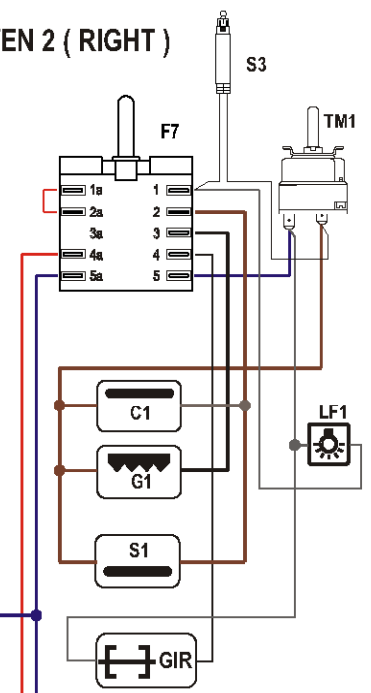 EN 2 ( RIGHT )
S3
F7
TM1
1a 1
2a 2
3a 3
4a 4
5a 5
C1
LF1
G1
S1
GIR